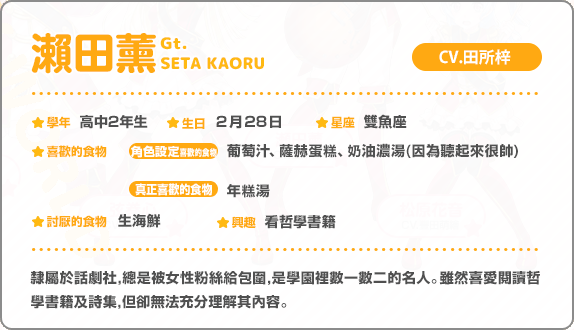 瀨田薫 Gt.
SETA KAORU
CV.田所梓
學年 高中2年生 生日 2月28日 星座 雙魚座
喜歡的食物 角色設定喜歡的食物 葡萄汁、薩赫蛋糕、奶油濃湯(因為聽起來很帥)
真正喜歡的食物 年糕湯
討厭的食物 生海鮮 興趣 看哲學書籍
隸屬於話劇社,總是被女性粉絲給包圍,是學園裡數一數二的名人。雖然喜愛閱讀哲
學書籍及詩集,但卻無法充分理解其內容。